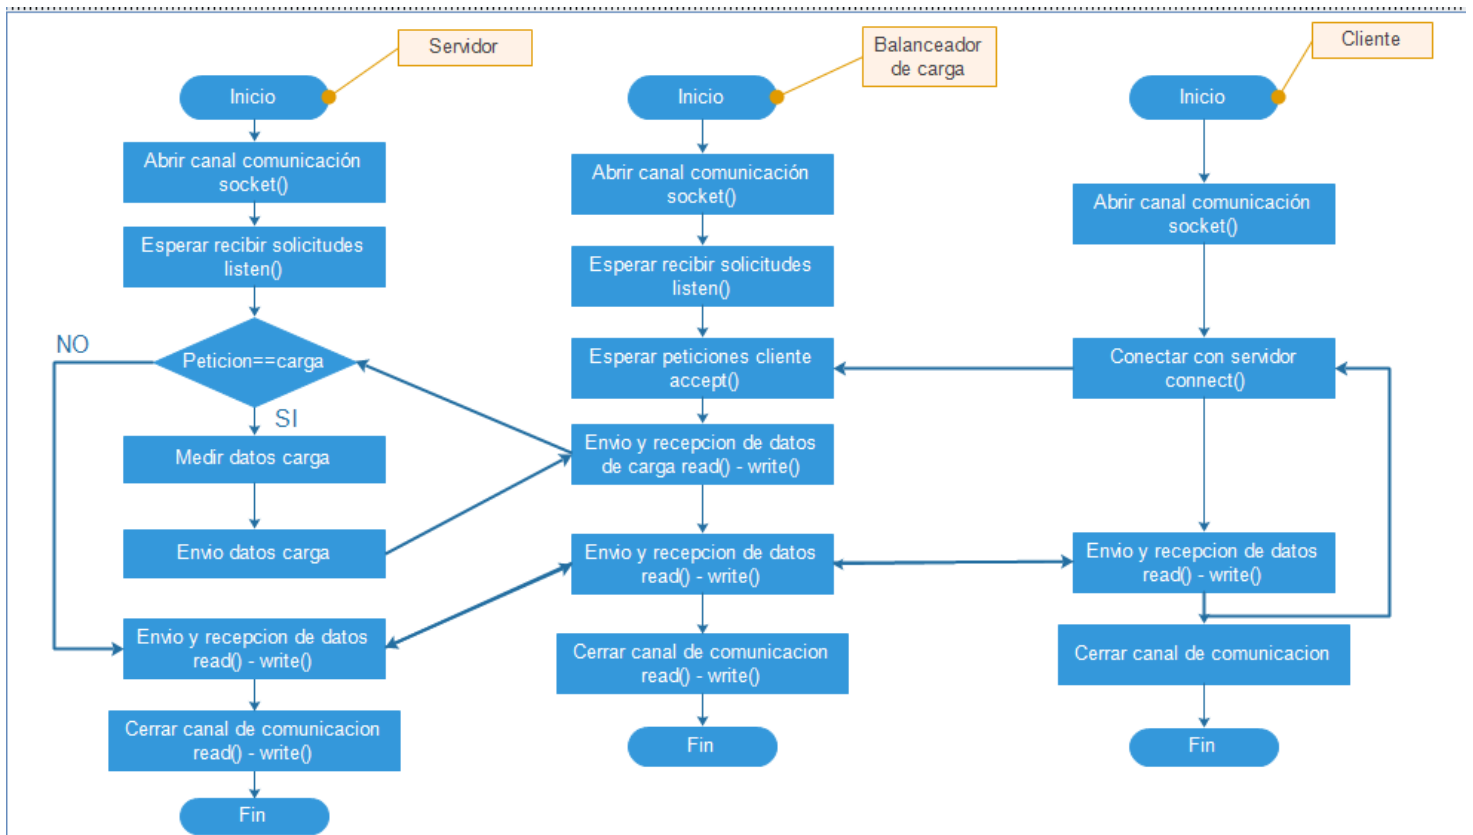 Servidor
Inicio
Abrir canal comunicación
socket()
Esperar recibir solicitudes
listen()
Peticion==carga
NO
SI
Medir datos carga
Envio datos carga
Envio y recepcion de datos
read() - write()
Cerrar canal de comunicacion
read() - write()
Fin
Balanceador
de carga
Inicio
Abrir canal comunicación
socket()
Esperar recibir solicitudes
listen()
Esperar peticiones cliente
accept()
Envio y recepcion de datos
de carga read() - write()
Envio y recepcion de datos
read() - write()
Cerrar canal de comunicacion
read() - write()
Fin
Cliente
Inicio
Abrir canal comunicación
socket()
Conectar con servidor
connect()
Envio y recepcion de datos
read() - write()
Cerrar canal de comunicacion
Fin